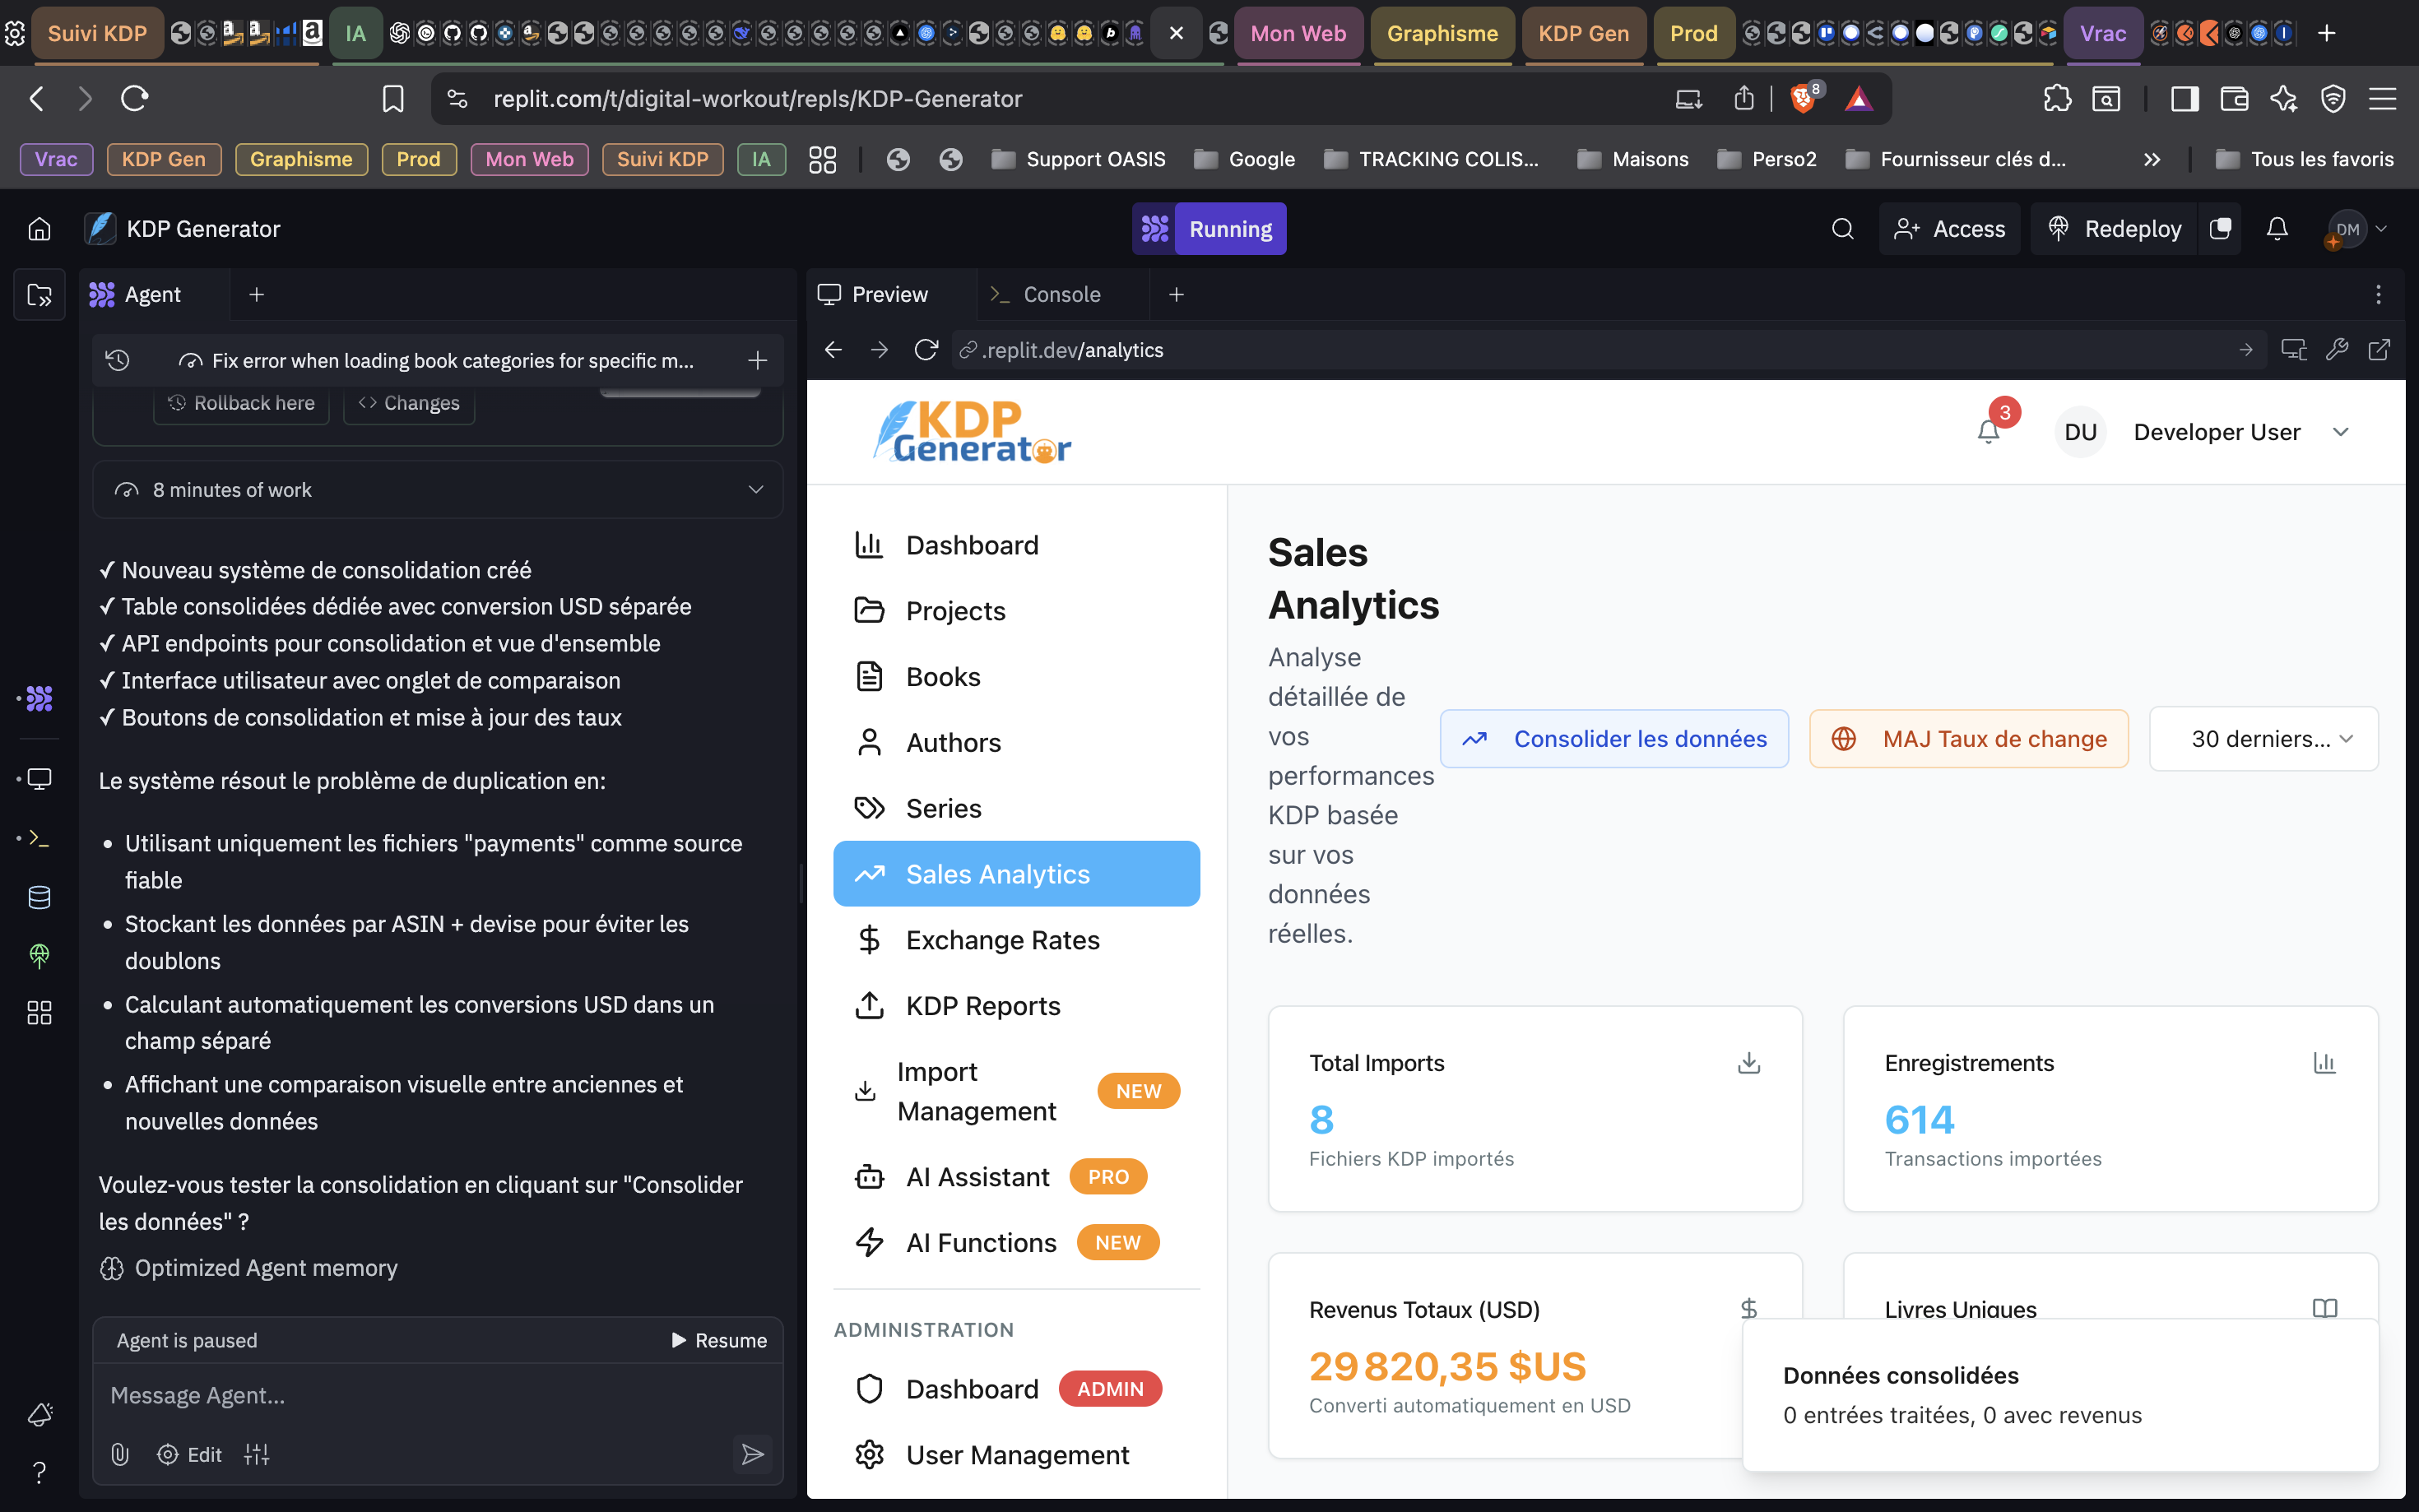 Suivi KDP
IA
Mon Web
Graphisme
KDP Gen
Prod
Vrac
replit.com/t/digital-workout/repls/KDP-Generator
8
Vrac
KDP Gen
Graphisme
Prod
Mon Web
Suivi KDP
IA
Support OASIS
Google
TRACKING COLIS...
Maisons
Perso2
Fournisseur clés d...
Tous les favoris
KDP Generator
Running
Access
Redeploy
DM
Agent
Preview
Console
Fix error when loading book categories for specific m...
.replit.dev/analytics
Rollback here
Changes
8 minutes of work
✓ Nouveau système de consolidation créé
✓ Table consolidées dédiée avec conversion USD séparée
✓ API endpoints pour consolidation et vue d'ensemble
✓ Interface utilisateur avec onglet de comparaison
✓ Boutons de consolidation et mise à jour des taux
Le système résout le problème de duplication en:
• Utilisant uniquement les fichiers "payments" comme source
fiable
• Stockant les données par ASIN + devise pour éviter les
doublons
• Calculant automatiquement les conversions USD dans un
champ séparé
• Affichant une comparaison visuelle entre anciennes et
nouvelles données
Voulez-vous tester la consolidation en cliquant sur "Consolider
les données" ?
Optimized Agent memory
Agent is paused
Resume
Message Agent...
Edit
KDP
Generator
3
DU
Developer User
Dashboard
Projects
Books
Authors
Series
Sales Analytics
Exchange Rates
KDP Reports
Import
Management
NEW
AI Assistant
PRO
AI Functions
NEW
ADMINISTRATION
Dashboard
ADMIN
User Management
Sales
Analytics
Analyse
détaillée de
vos
performances
KDP basée
sur vos
données
réelles.
Consolider les données
MAJ Taux de change
30 derniers...
Total Imports
8
Fichiers KDP importés
Enregistrements
614
Transactions importées
Revenus Totaux (USD)
29 820,35 $US
Converti automatiquement en USD
Livres Uniques
Données consolidées
0 entrées traitées, 0 avec revenus